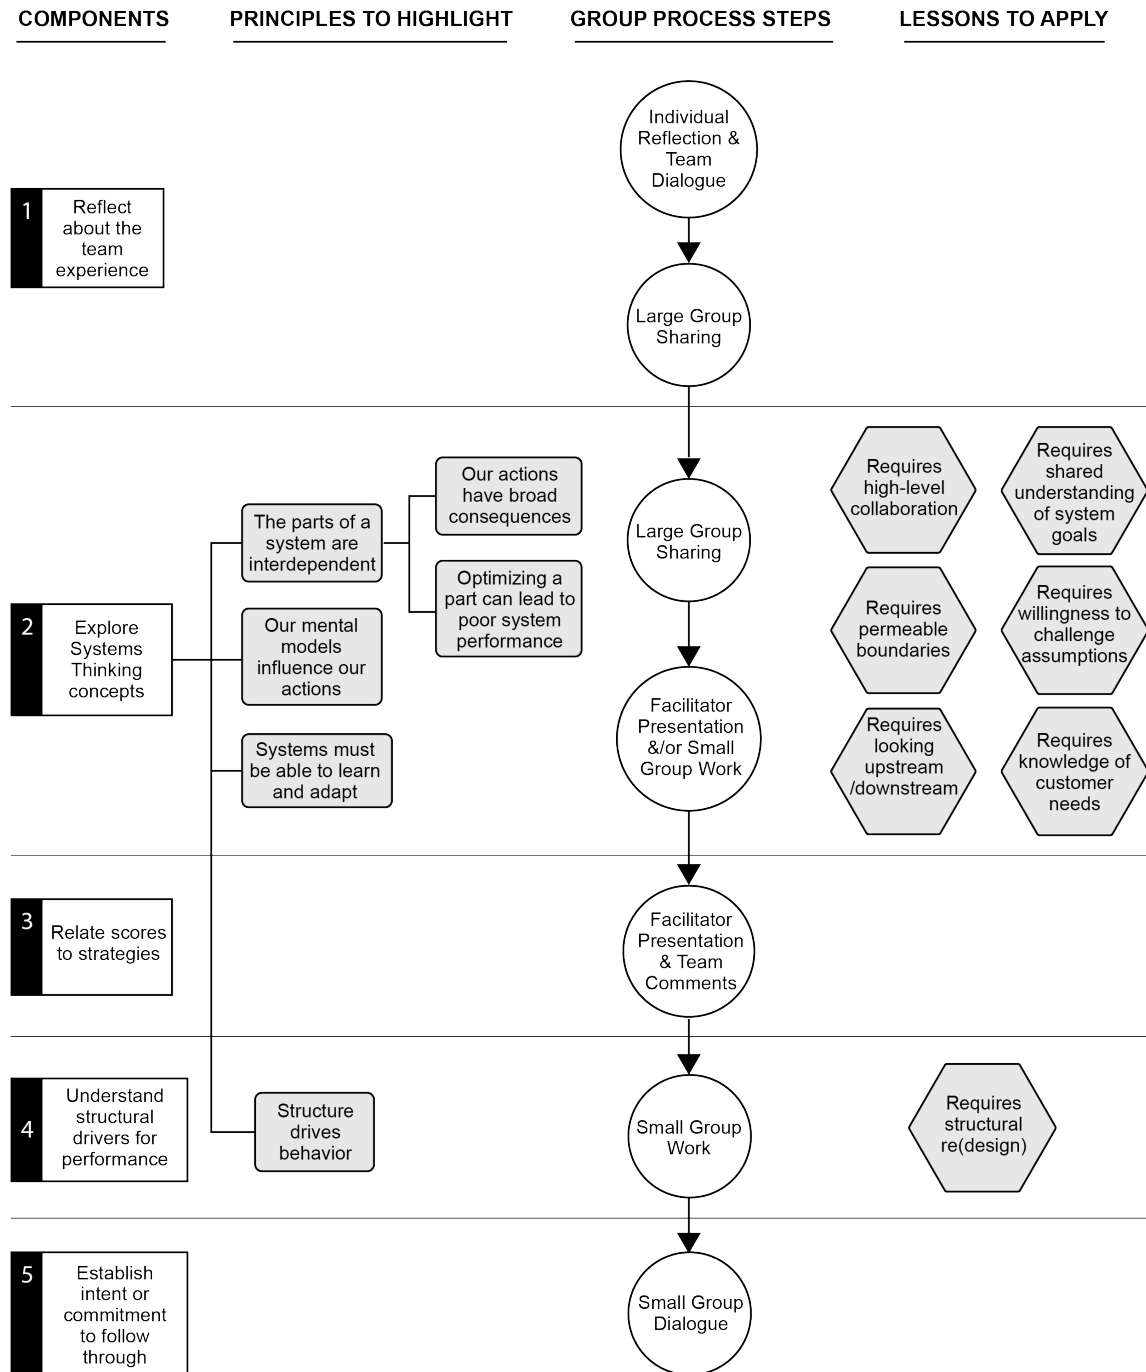 COMPONENTS
PRINCIPLES TO HIGHLIGHT
GROUP PROCESS STEPS
LESSONS TO APPLY
1
Reflect
about the
team
experience
Individual
Reflection &
Team
Dialogue
Large Group
Sharing
2
Explore
Systems
Thinking
concepts
The parts of a
system are
interdependent
Our actions
have broad
consequences
Optimizing a
part can lead to
poor system
performance
Our mental
models
influence our
actions
Systems must
be able to learn
and adapt
Large Group
Sharing
Facilitator
Presentation
&/or Small
Group Work
Requires
high-level
collaboration
Requires
shared
understanding
of system
goals
Requires
permeable
boundaries
Requires
willingness to
challenge
assumptions
Requires
looking
upstream
/downstream
Requires
knowledge of
customer
needs
3
Relate scores
to strategies
Facilitator
Presentation
& Team
Comments
4
Understand
structural
drivers for
performance
Structure
drives
behavior
Small Group
Work
Requires
structural
re(design)
5
Establish
intent or
commitment
to follow
through
Small Group
Dialogue